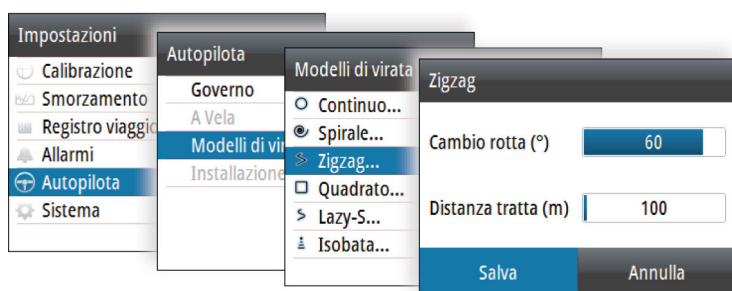 Impostazioni
Calibrazione
Smorzamento
Registro viaggio
Allarmi
Autopilota
Sistema
Autopilota
Governo
A Vela
Modelli di vir
Installazione
Modelli di virata
Continuo...
Spirale...
Zigzag...
Quadrato...
Lazy-S...
Isobata...
Zigzag
Cambio rotta (°) 60
Distanza tratta (m) 100
Salva Annulla